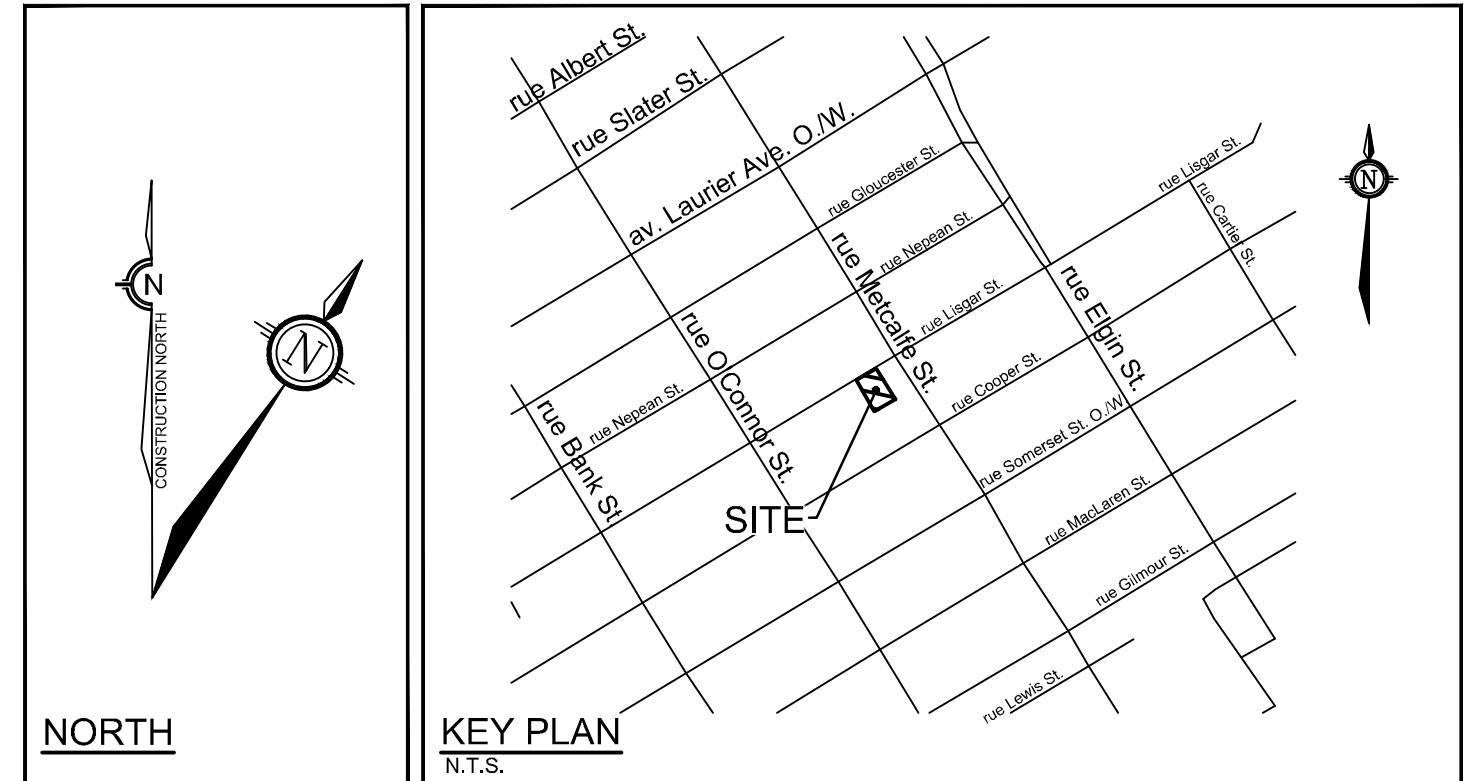 N
CONSTRUCTION NORTH
N
NORTH
rue Albert St.
rue Slater St.
av. Laurier Ave. O./W.
rue Gloucester St.
rue Nepean St.
rue Lisgar St.
rue Cartier St.
N
rue Metcalfe St.
rue Lisgar St.
rue Elgin St.
rue O'Connor St.
rue Cooper St.
rue Nepean St.
rue Bank St
rue Somerset St. O./W
SITE
rue MacLaren St.
rue Gilmour St.
rue Lewis St.
KEY PLAN
N.T.S.